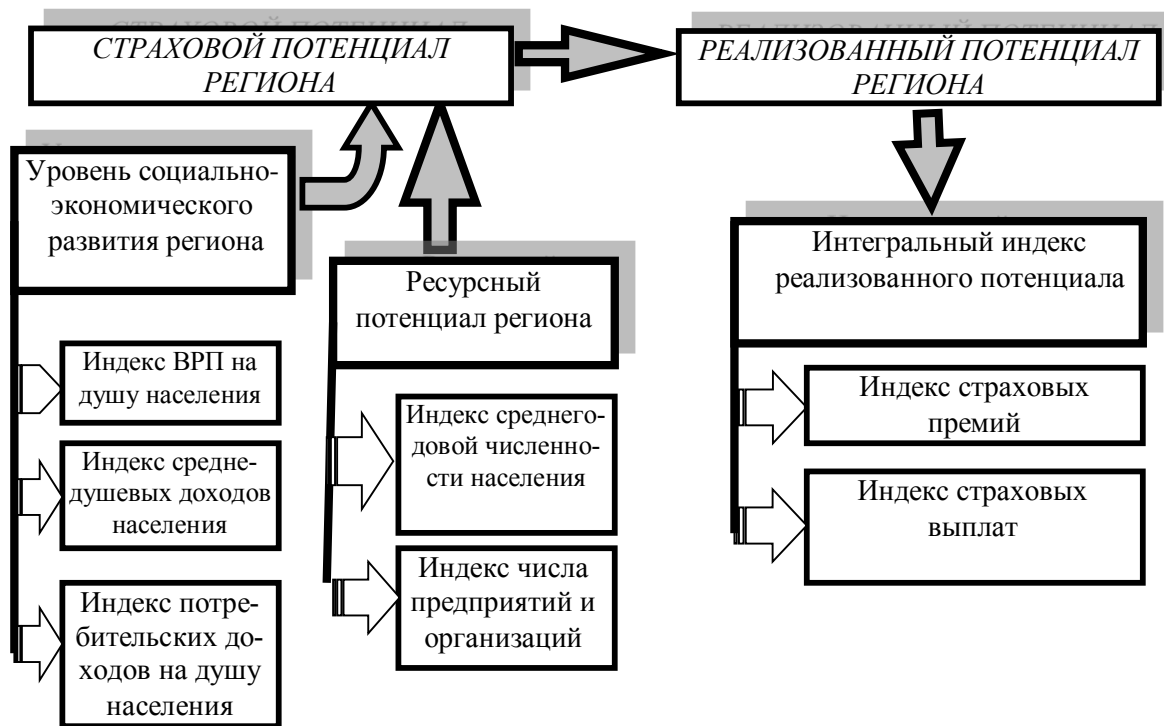 СТРАХОВОЙ ПОТЕНЦИАЛ
РЕГИОНА
РЕАЛИЗОВАННЫЙ ПОТЕНЦИАЛ
РЕГИОНА
Уровень социально-
экономического
развития региона
Индекс ВРП на
душу населения
Индекс средне-
душевых доходов
населения
Индекс потре-
бительских до-
ходов на душу
населения
Ресурсный
потенциал региона
Индекс среднего-
довой численно-
сти населения
Индекс числа
предприятий и
организаций
Интегральный индекс
реализованного потенциала
Индекс страховых
премий
Индекс страховых
выплат